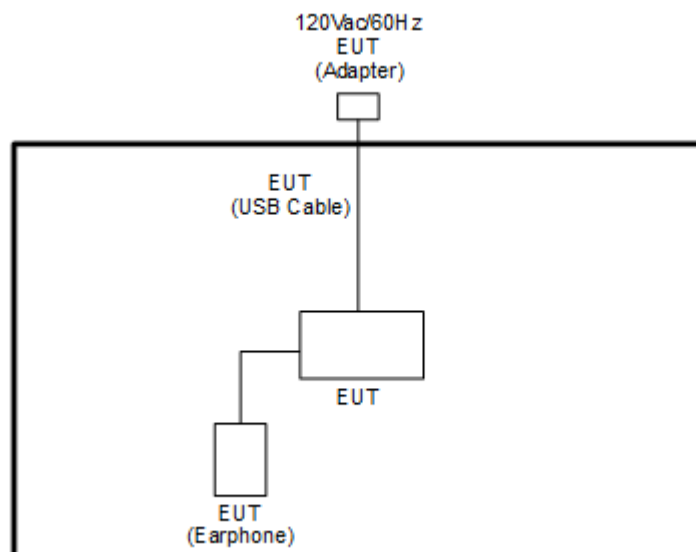 120Vac/60Hz
EUT
(Adapter)
EUT
(USB Cable)
EUT
EUT
(Earphone)